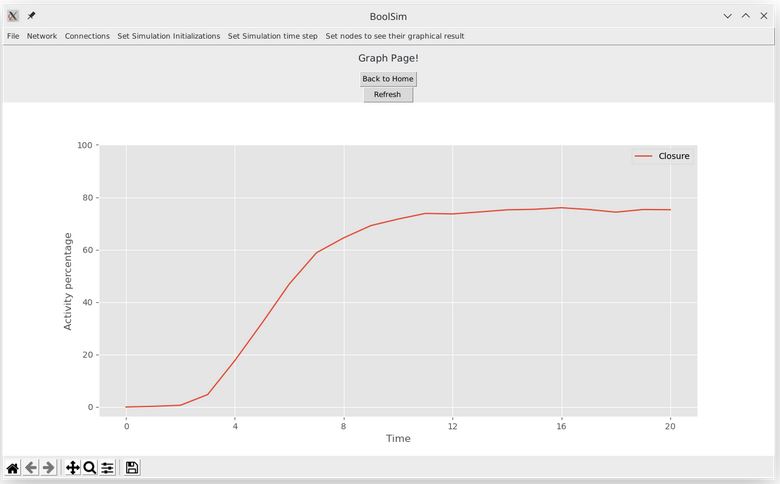 BoolSim
File Network Connections Set Simulation Initializations Set Simulation time step Set nodes to see their graphical result
Graph Page!
Back to Home
Refresh
100
80
60
40
20
0
Activity percentage
Closure
0 4 8 12 16 20
Time